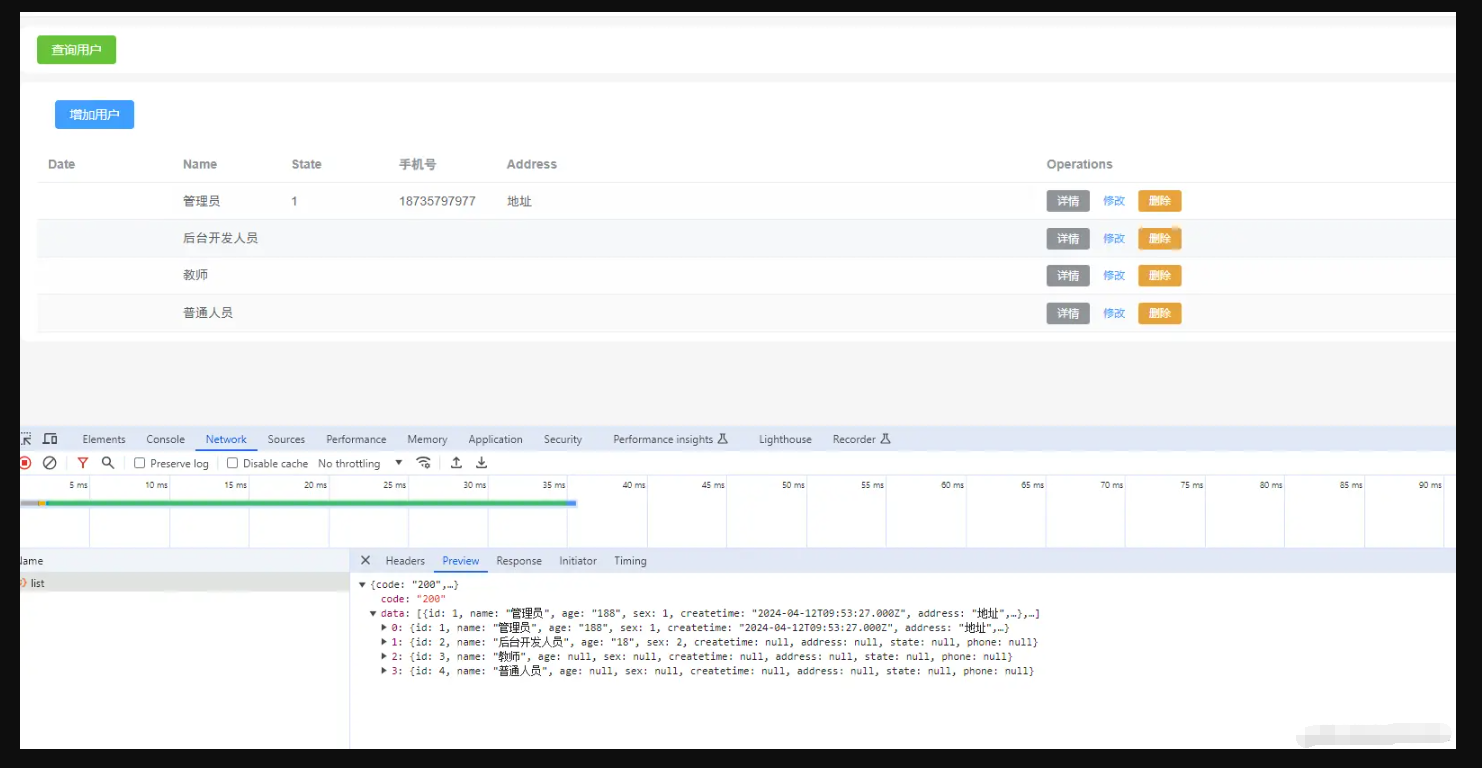 查询用户
增加用户
Date Name State 手机号 Address Operations
管理员 1 18735797977 地址 详情 修改 删除
后台开发人员 详情 修改 删除
教师 详情 修改 删除
普通人员 详情 修改 删除
Elements Console Network Sources Performance Memory Application Security Performance insights Lighthouse Recorder
Preserve log Disable cache No throttling
5 ms 10 ms 15 ms 20 ms 25 ms 30 ms 35 ms 40 ms 45 ms 50 ms 55 ms 60 ms 65 ms 70 ms 75 ms 80 ms 85 ms 90 ms
Name Headers Preview Response Initiator Timing
list
{code: "200",…}
code: "200"
data: [{id: 1, name: "管理员", age: "188", sex: 1, createtime: "2024-04-12T09:53:27.000Z", address: "地址",…},…]
0: {id: 1, name: "管理员", age: "188", sex: 1, createtime: "2024-04-12T09:53:27.000Z", address: "地址",…}
1: {id: 2, name: "后台开发人员", age: "18", sex: 2, createtime: null, address: null, state: null, phone: null}
2: {id: 3, name: "教师", age: null, sex: null, createtime: null, address: null, state: null, phone: null}
3: {id: 4, name: "普通人员", age: null, sex: null, createtime: null, address: null, state: null, phone: null}